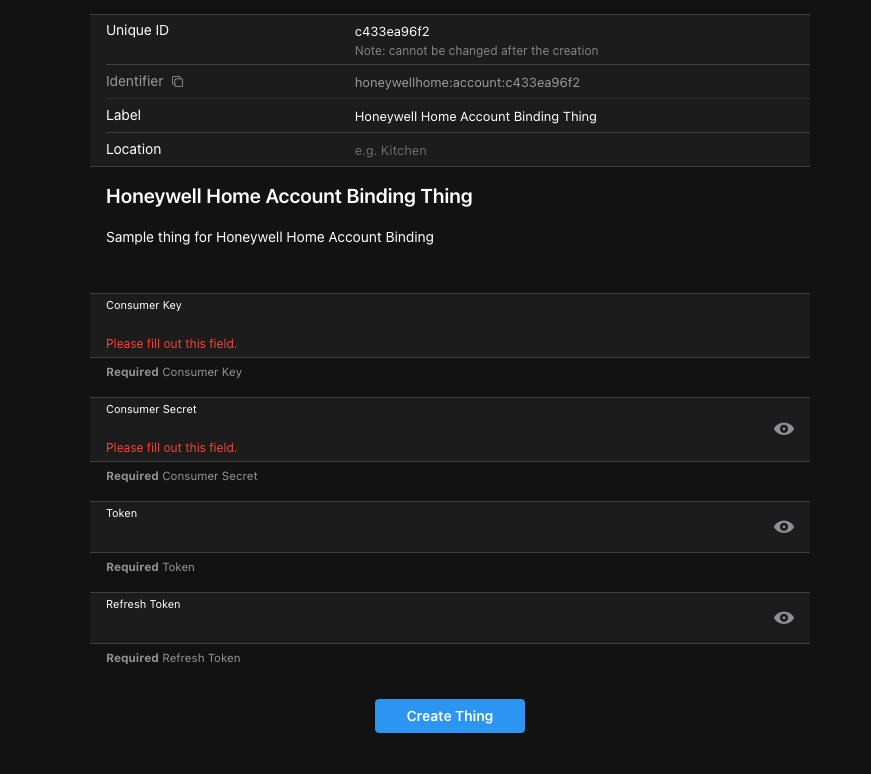 Unique ID
c433ea96f2
Note: cannot be changed after the creation
Identifier
honeywellhome:account:c433ea96f2
Label
Honeywell Home Account Binding Thing
Location
e.g. Kitchen
Honeywell Home Account Binding Thing
Sample thing for Honeywell Home Account Binding
Consumer Key
Please fill out this field.
Required Consumer Key
Consumer Secret
Please fill out this field.
Required Consumer Secret
Token
Required Token
Refresh Token
Required Refresh Token
Create Thing